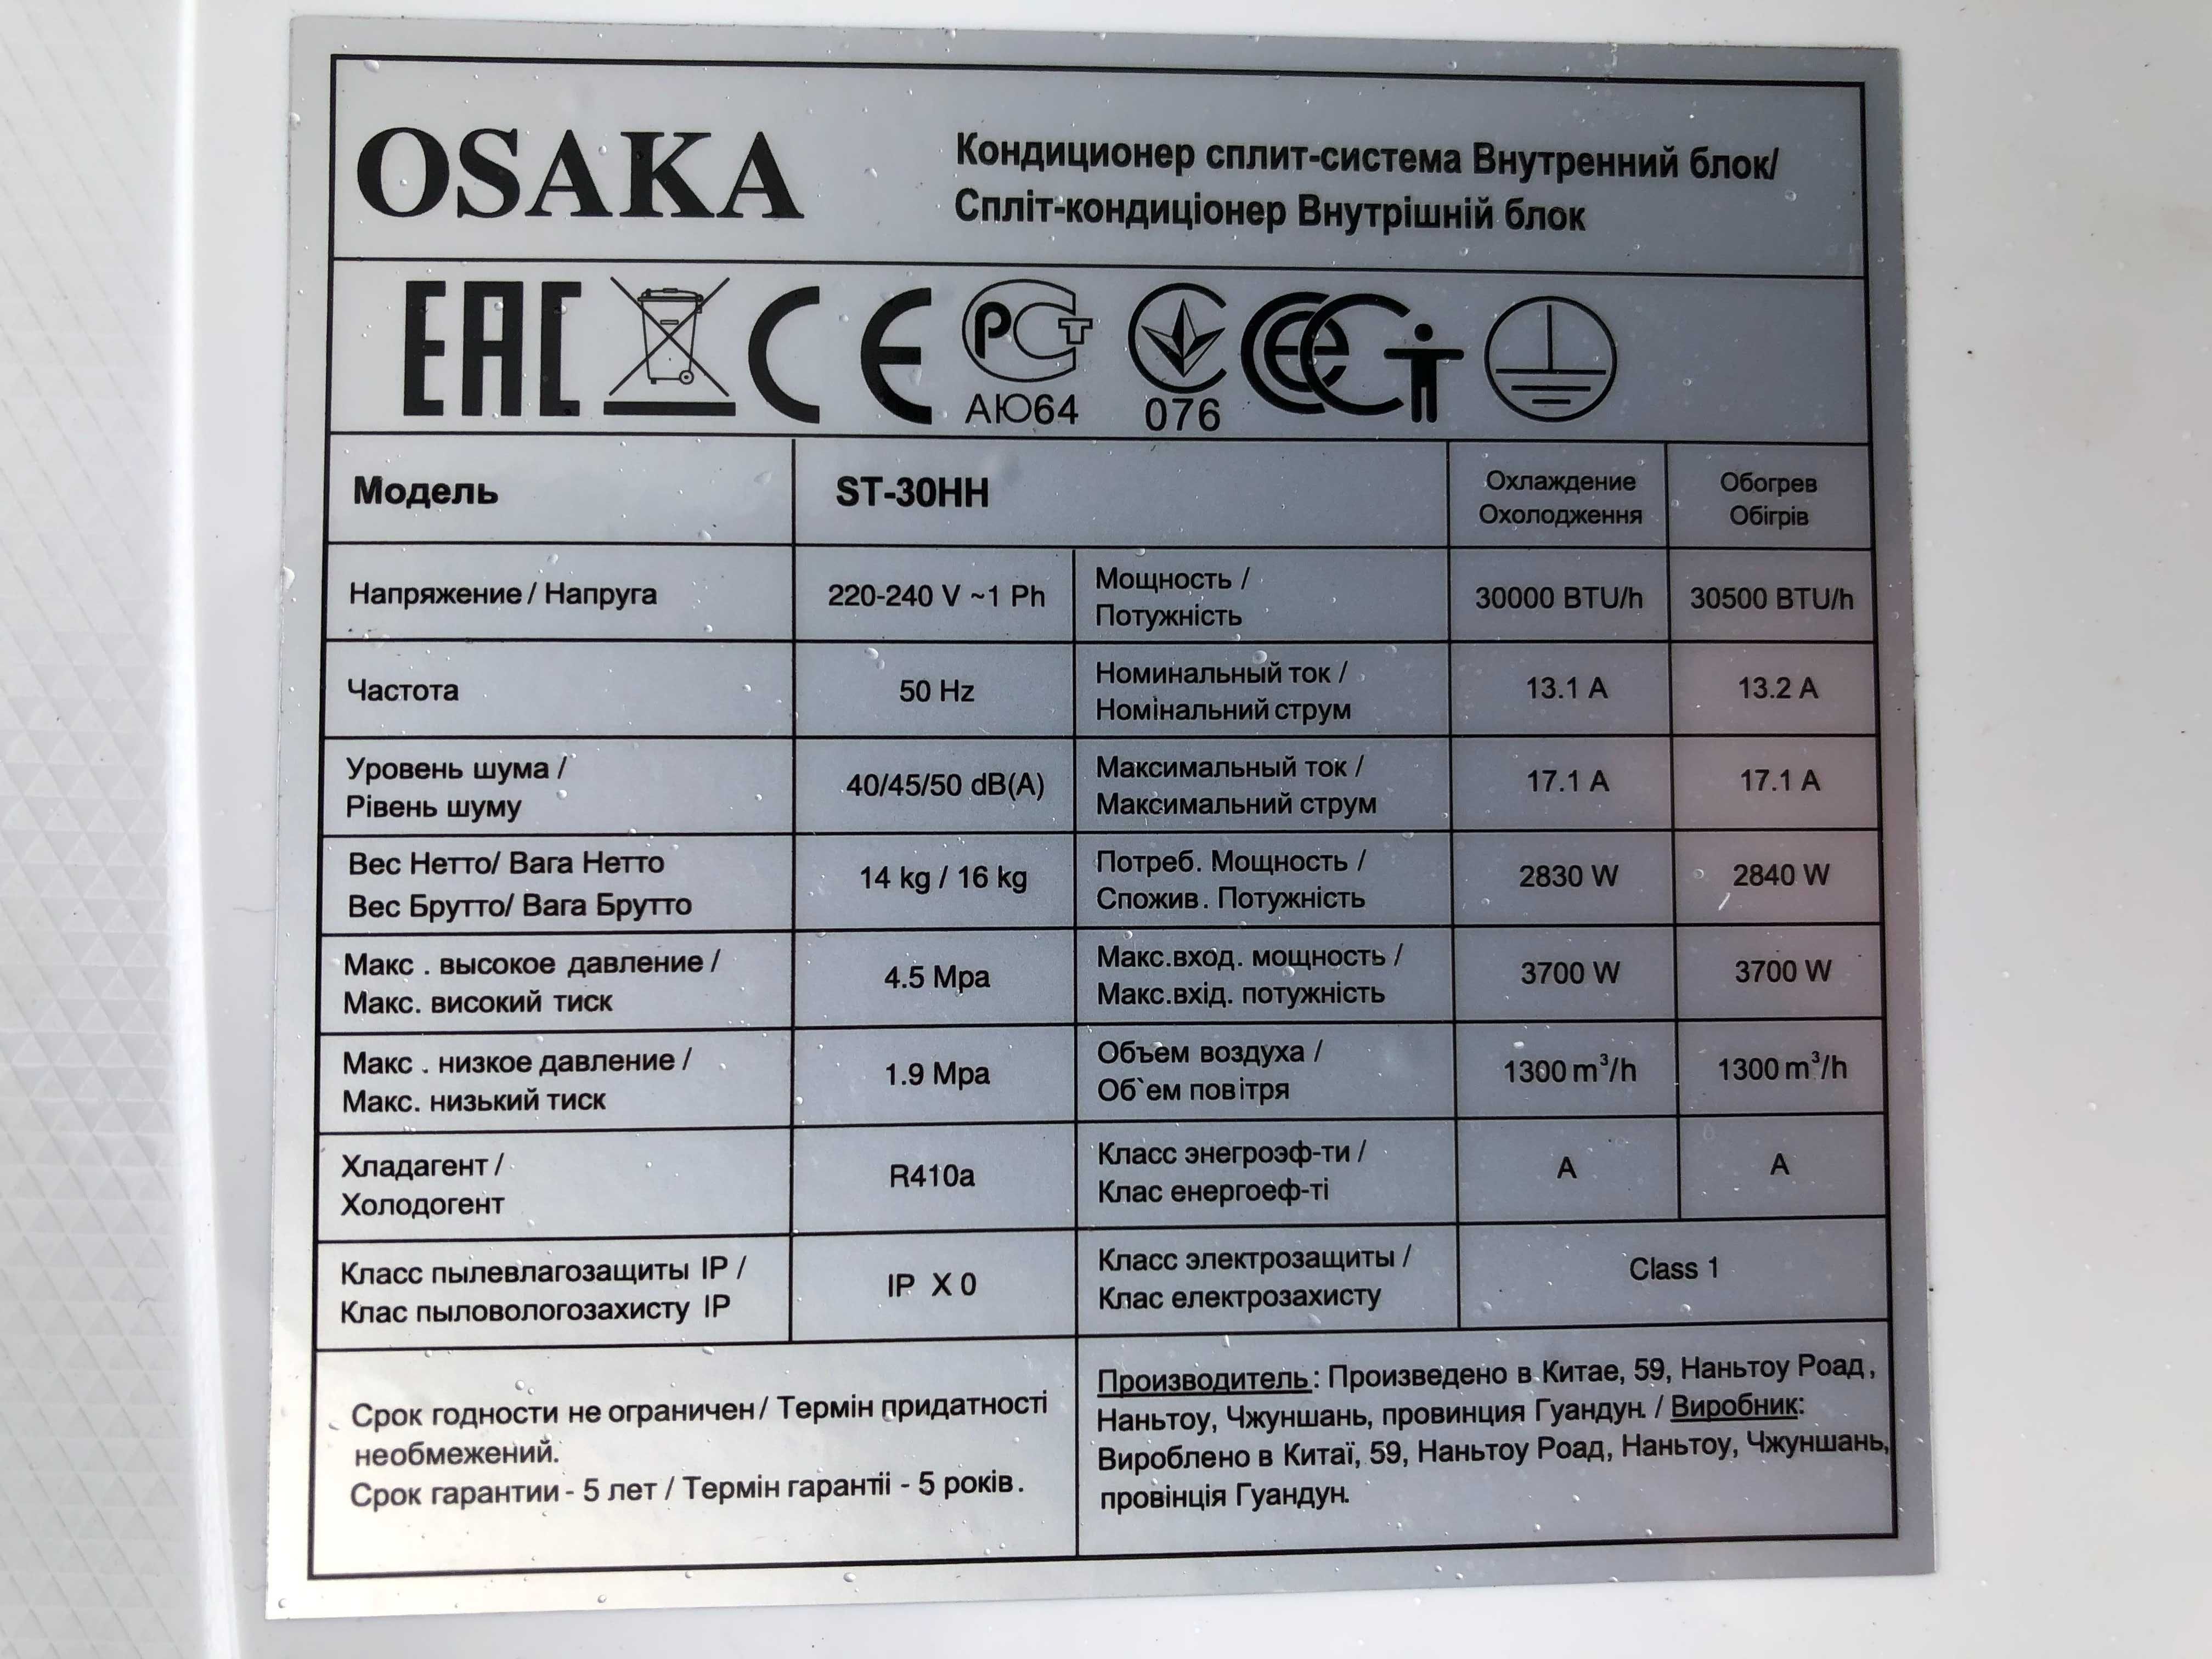 OSAKA
Кондиционер сплит-система Внутренний блок/
Спліт-кондиціонер Внутрішній блок
EAC CE РСТ
АЮ64 076
Модель ST-30HH
Охлаждение
Охолодження
Обогрев
Обігрів
Напряжение / Напруга 220-240 V ~1 Ph
Мощность /
Потужність
30000 BTU/h 30500 BTU/h
Частота 50 Hz
Номинальный ток /
Номінальний струм
13.1 A 13.2 A
Уровень шума /
Рівень шуму
40/45/50 dB(A)
Максимальный ток /
Максимальний струм
17.1 A 17.1 A
Вес Нетто/ Вага Нетто
Вес Брутто/ Вага Брутто
14 kg / 16 kg
Потреб. Мощность /
Спожив. Потужність
2830 W 2840 W
Макс . высокое давление /
Макс. високий тиск
4.5 Mpa
Макс.вход. мощность /
Макс.вхід. потужність
3700 W 3700 W
Макс . низкое давление /
Макс. низький тиск
1.9 Mpa
Объем воздуха /
Об`ем повітря
1300 m³/h 1300 m³/h
Хладагент /
Холодогент
R410a
Класс энегроэф-ти /
Клас енергоеф-ті
A A
Класс пылевлагозащиты IP /
Клас пыловологозахисту IP
IP X 0
Класс электрозащиты /
Клас електрозахисту
Class 1
Срок годности не ограничен / Термін придатності
необмежений.
Срок гарантии - 5 лет / Термін гарантії - 5 років.
Производитель: Произведено в Китае, 59, Наньтоу Роад,
Наньтоу, Чжуншань, провинция Гуандун. / Виробник:
Вироблено в Китаї, 59, Наньтоу Роад, Наньтоу, Чжуншань,
провінція Гуандун.